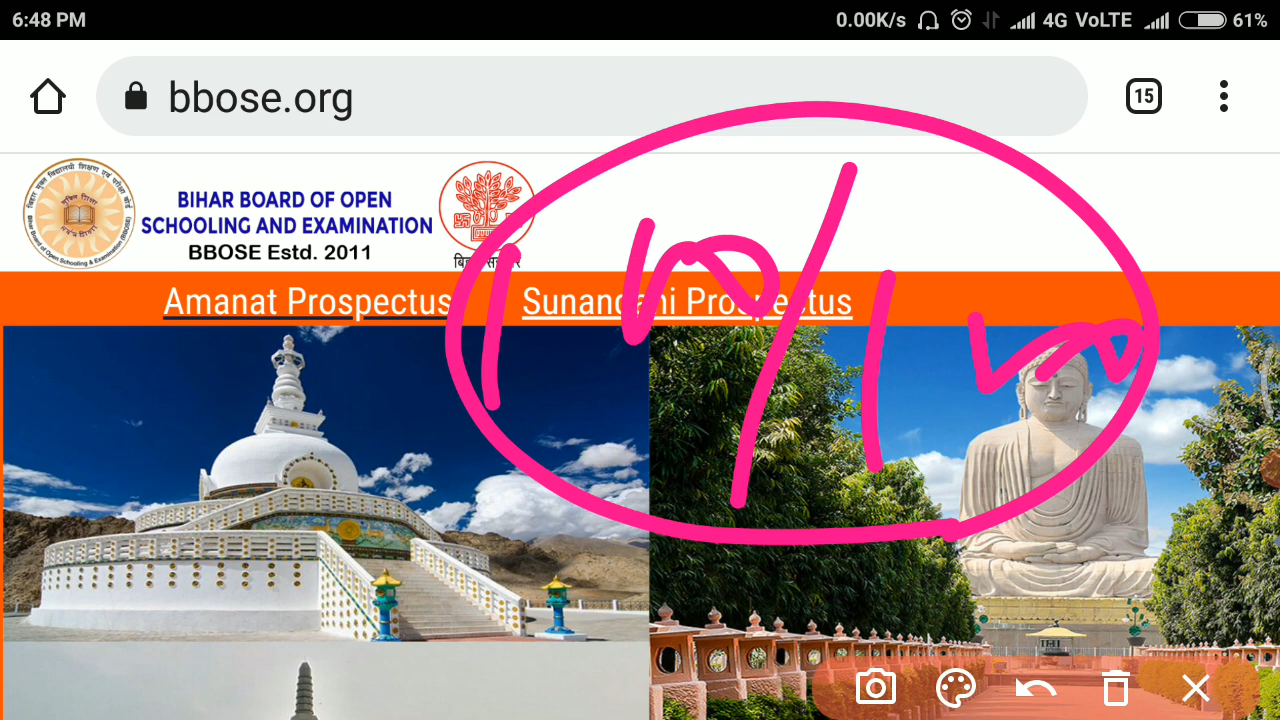 6:48 PM 0.00K/s 4G VoLTE 61%
bbose.org 15
BIHAR BOARD OF OPEN
SCHOOLING AND EXAMINATION
BBOSE Estd. 2011
Amanat Prospectus Sunandani Prospectus